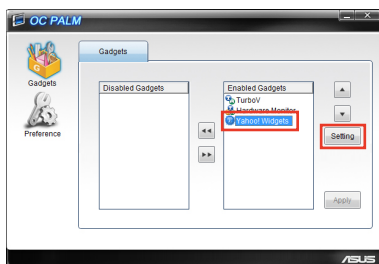 OC PALM
Gadgets
Gadgets
Preference
Disabled Gadgets
Enabled Gadgets
TurboV
Hardware Monitor
Yahoo! Widgets
Setting
Apply
ASUS